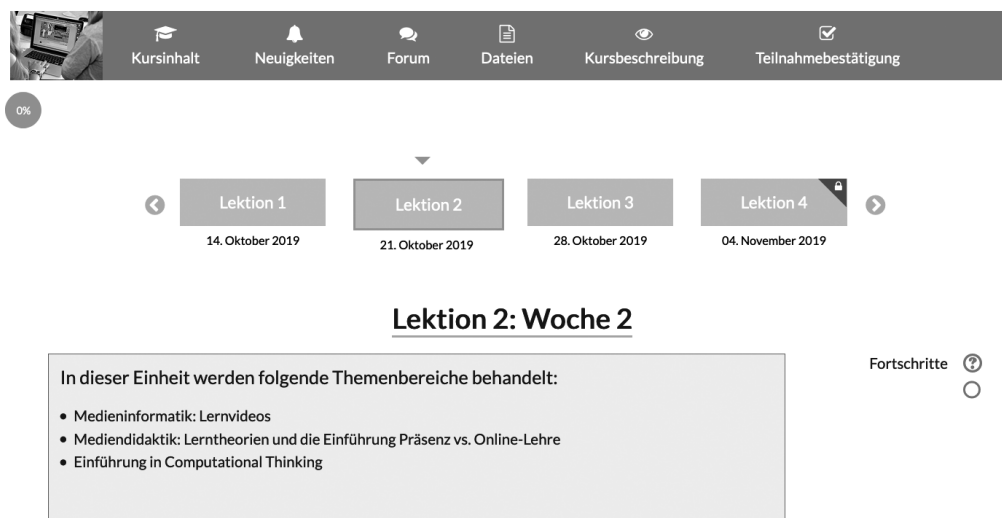 Kursinhalt Neuigkeiten Forum Dateien Kursbeschreibung Teilnahmebestätigung
0%
Lektion 1 Lektion 2 Lektion 3 Lektion 4
14. Oktober 2019 21. Oktober 2019 28. Oktober 2019 04. November 2019
Lektion 2: Woche 2
Fortschritte ?
In dieser Einheit werden folgende Themenbereiche behandelt:
• Medieninformatik: Lernvideos
• Mediendidaktik: Lerntheorien und die Einführung Präsenz vs. Online-Lehre
• Einführung in Computational Thinking